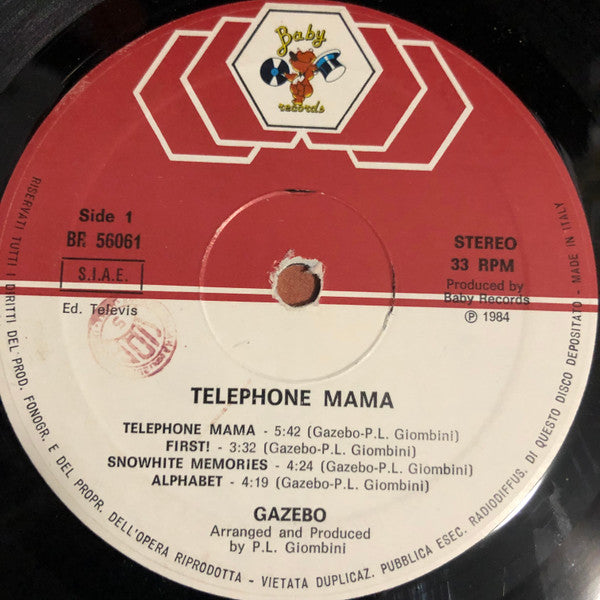 Baby
records
Side 1
BR 56061
S.I.A.E.
Ed. Televis
STEREO
33 RPM
Produced by
Baby Records
℗ 1984
TELEPHONE MAMA
TELEPHONE MAMA - 5:42 (Gazebo-P.L. Giombini)
FIRST! - 3:32 (Gazebo-P.L. Giombini)
SNOWHITE MEMORIES - 4:24 (Gazebo-P.L. Giombini)
ALPHABET - 4:19 (Gazebo-P.L. Giombini)
GAZEBO
Arranged and Produced
by P.L. Giombini
RISERVATI TUTTI I DIRITTI DEL PROD. FONOGR. E DEL PROPR. DELL'OPERA RIPRODOTTA - VIETATA DUPLICAZ. PUBBLICA ESEC. RADIODIFFUS. DI QUESTO DISCO DEPOSITATO - MADE IN ITALY